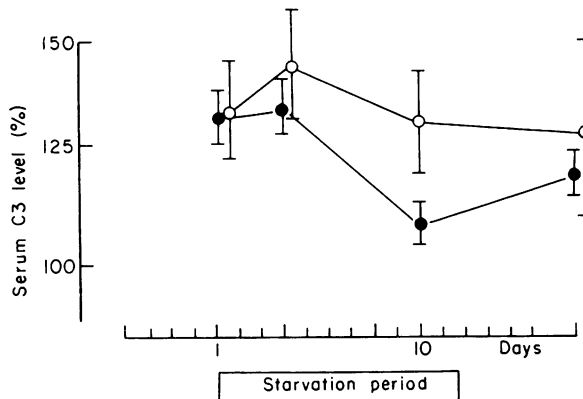 150
125
100
Serum C3 level (%)
1 10 Days
Starvation period